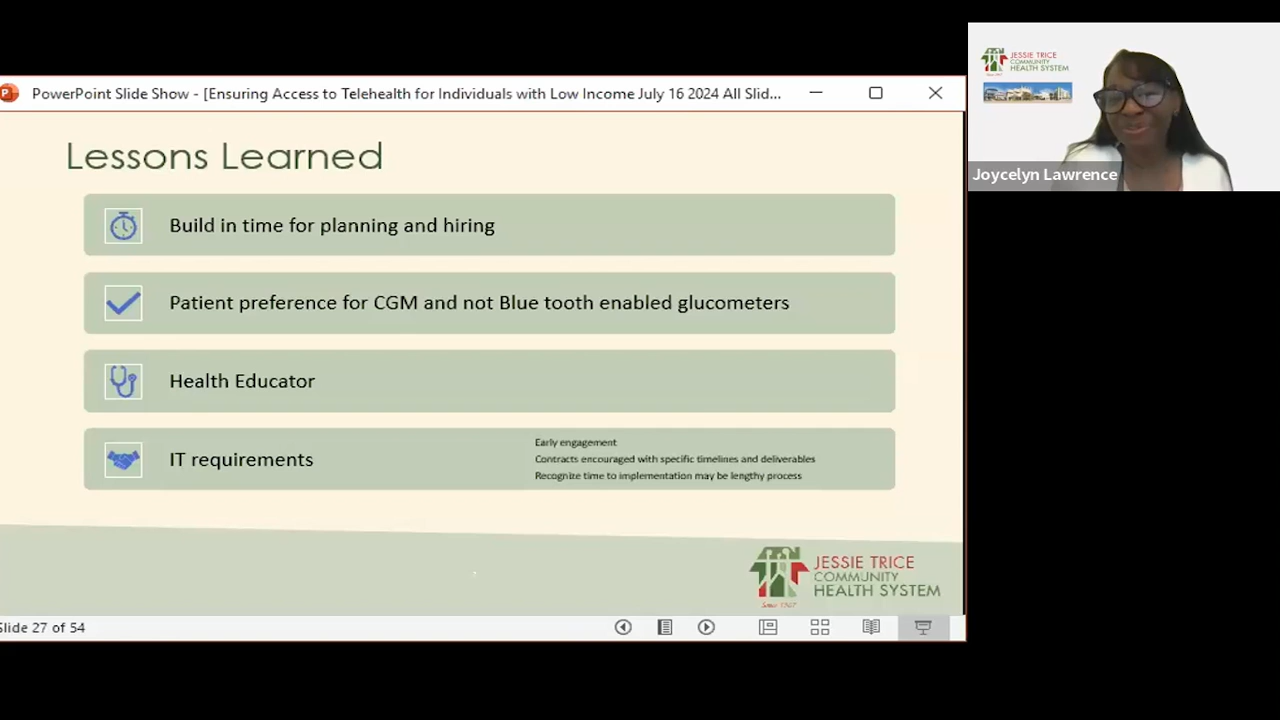 PowerPoint Slide Show - [Ensuring Access to Telehealth for Individuals with Low Income July 16 2024 All Slid...
Lessons Learned
Build in time for planning and hiring
Patient preference for CGM and not Blue tooth enabled glucometers
Health Educator
IT requirements
Early engagement
Contracts encouraged with specific timelines and deliverables
Recognize time to implementation may be lengthy process
JESSIE TRICE
COMMUNITY
HEALTH SYSTEM
Since 1967
Slide 27 of 54
JESSIE TRICE
COMMUNITY
HEALTH SYSTEM
Joycelyn Lawrence